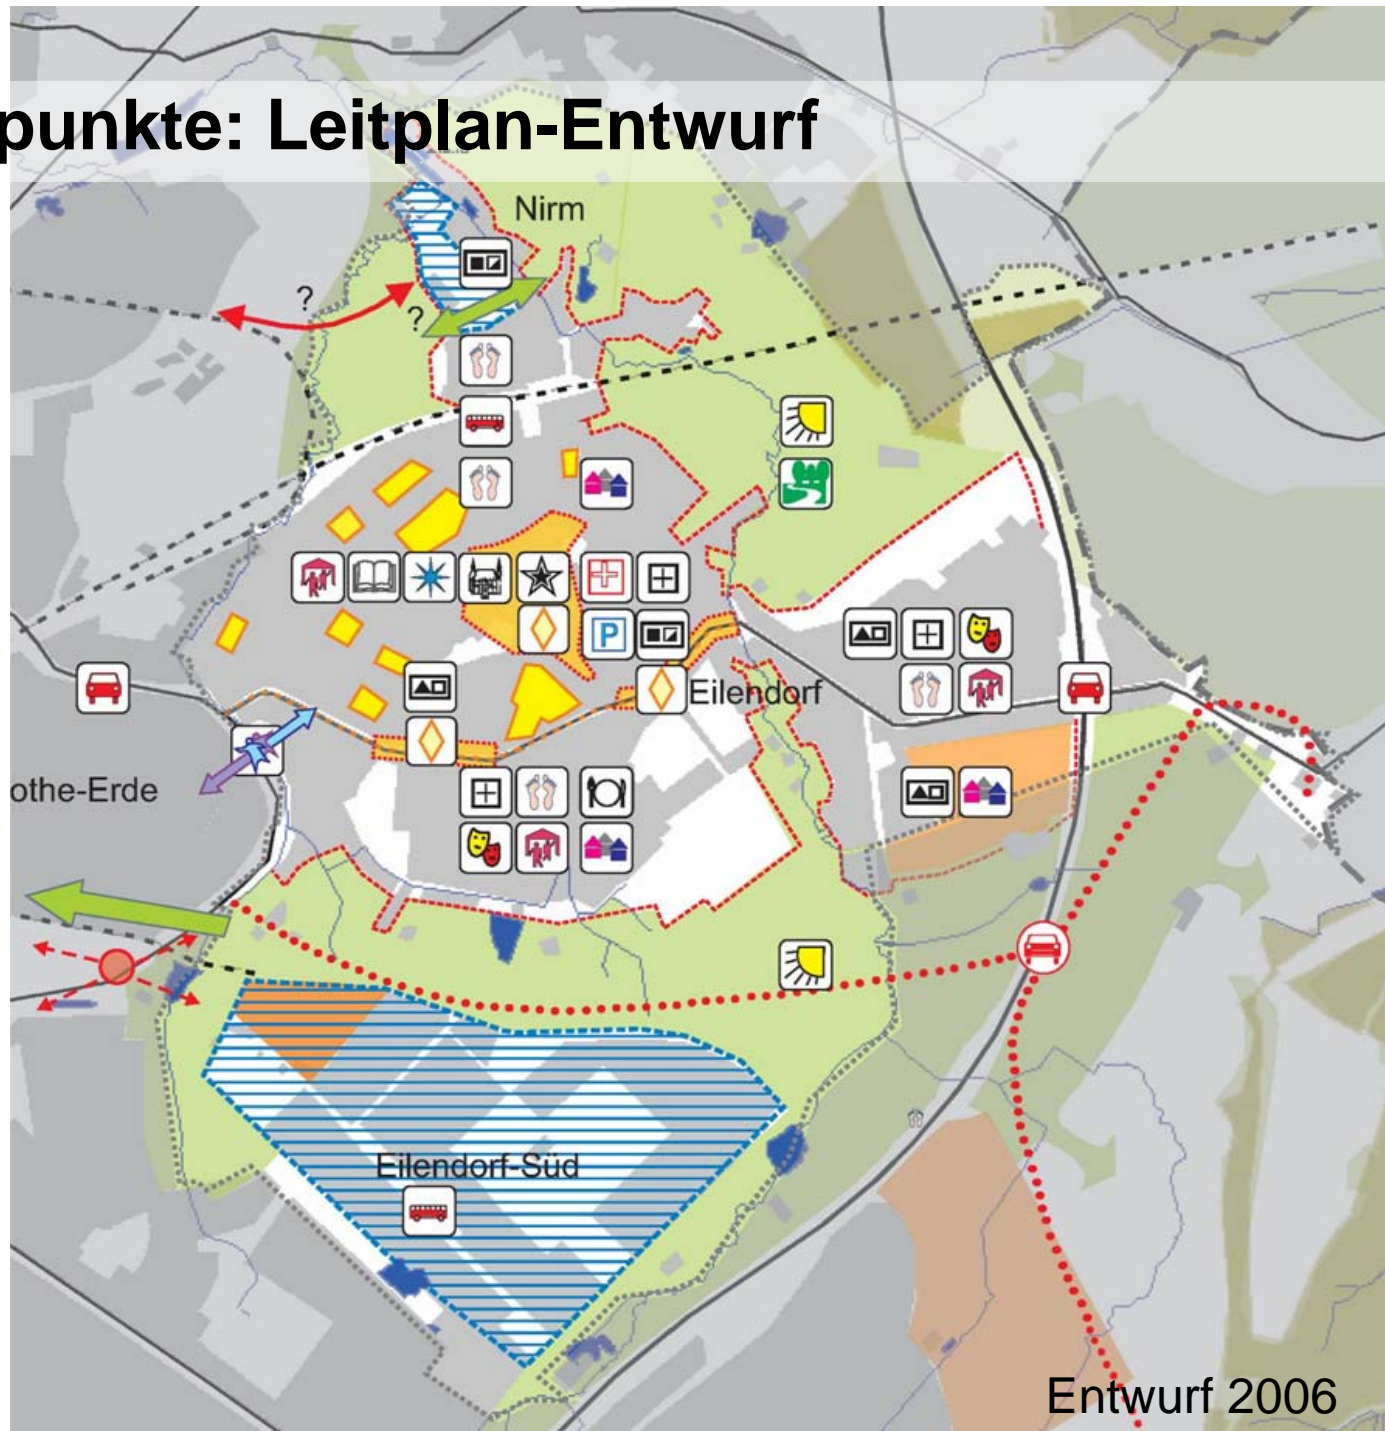 punkte: Leitplan-Entwurf
Nirm
?
?
P
Eilendorf
othe-Erde
Eilendorf-Süd
Entwurf 2006